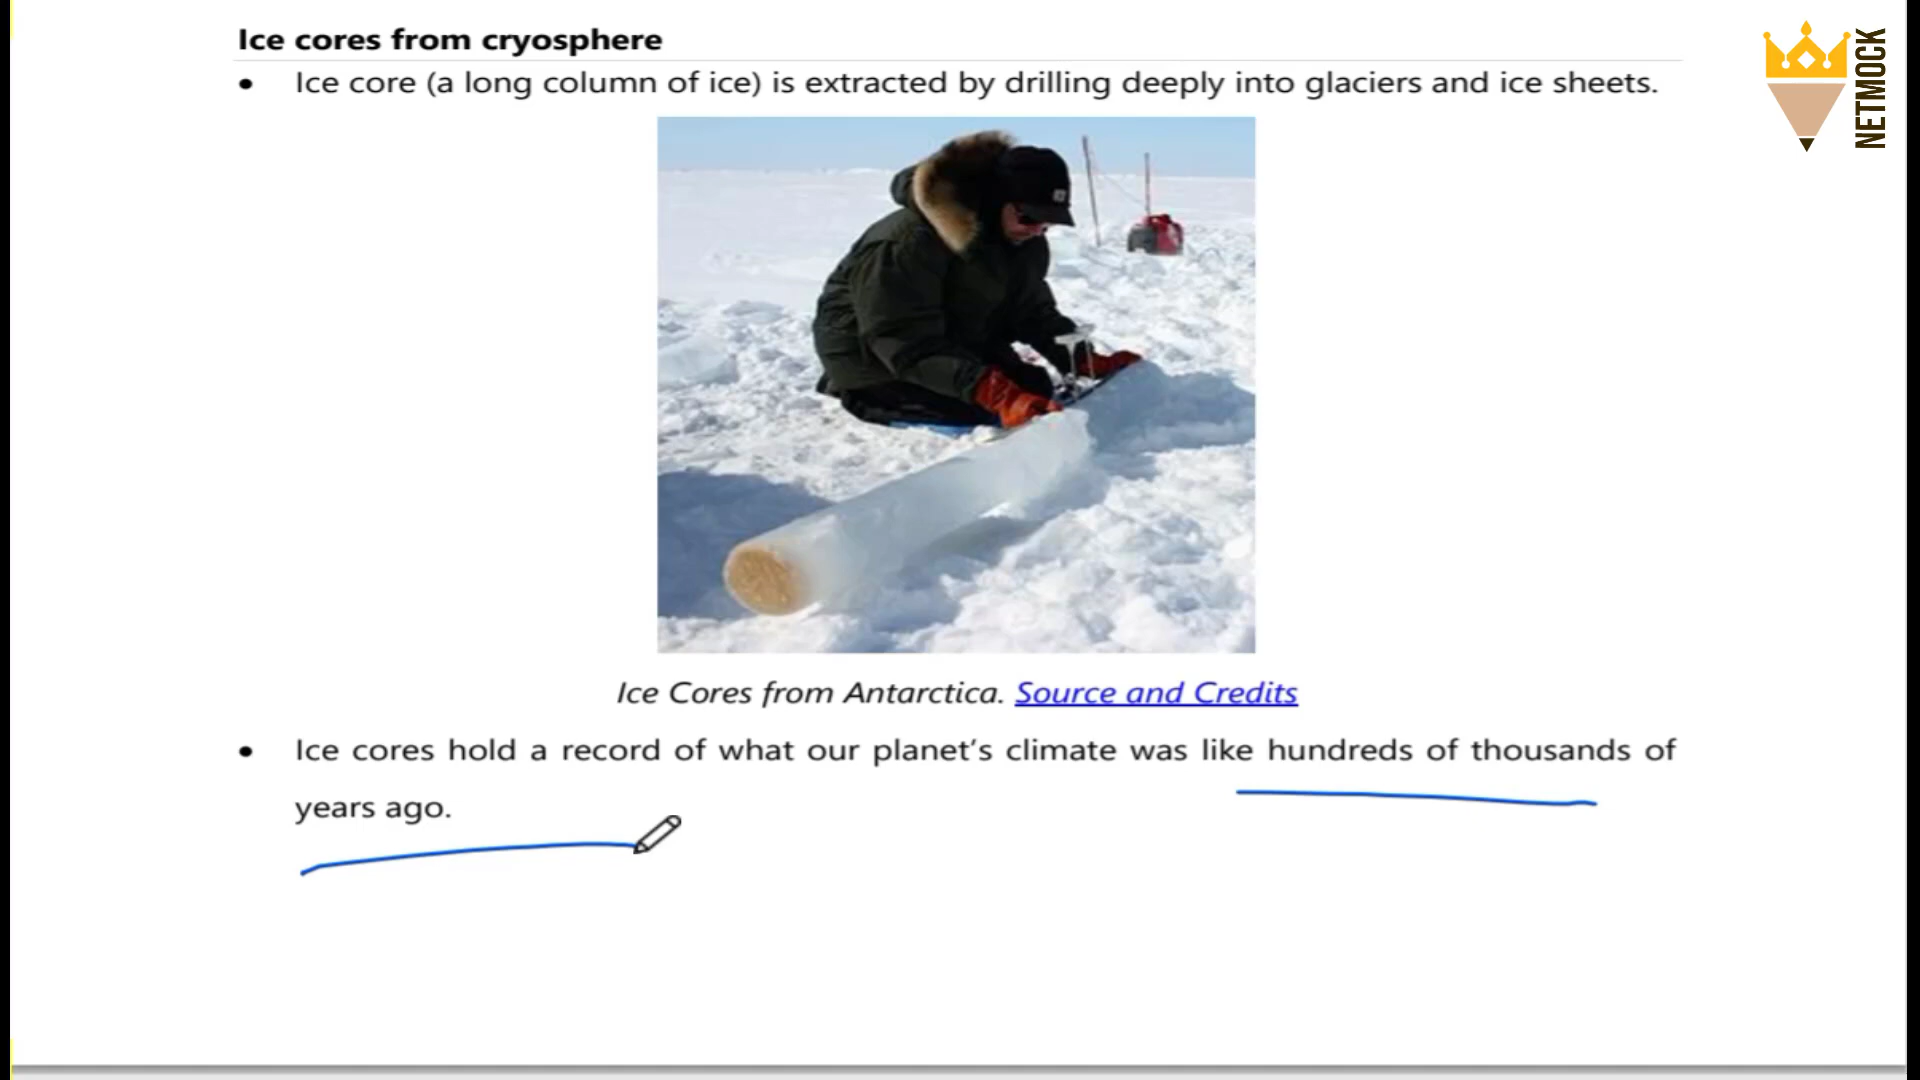 Ice cores from cryosphere
• Ice core (a long column of ice) is extracted by drilling deeply into glaciers and ice sheets.
NETMOCK
Ice Cores from Antarctica. Source and Credits
• Ice cores hold a record of what our planet's climate was like hundreds of thousands of
years ago.